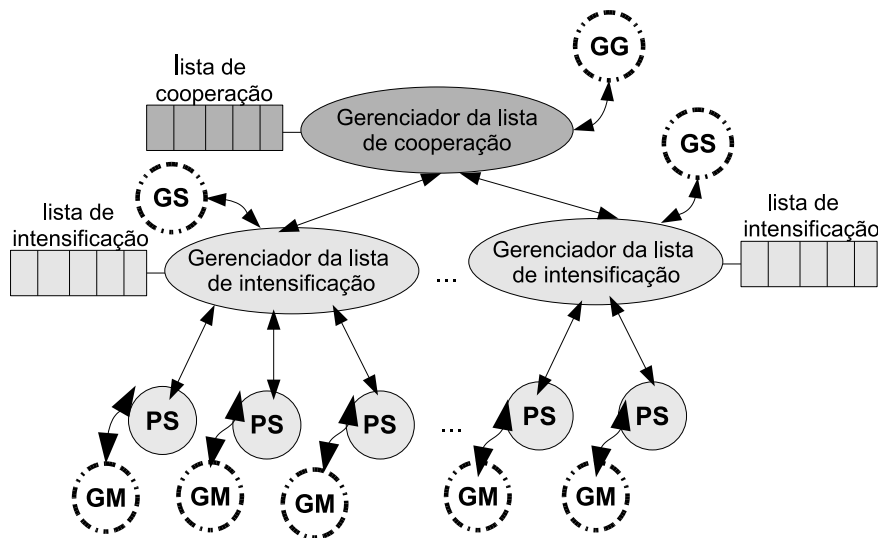 lista de
cooperação
GG
Gerenciador da lista
de cooperação
GS
GS
lista de
intensificação
lista de
intensificação
Gerenciador da lista
de intensificação
...
Gerenciador da lista
de intensificação
PS
PS
PS
...
PS
PS
GM
GM
GM
GM
GM